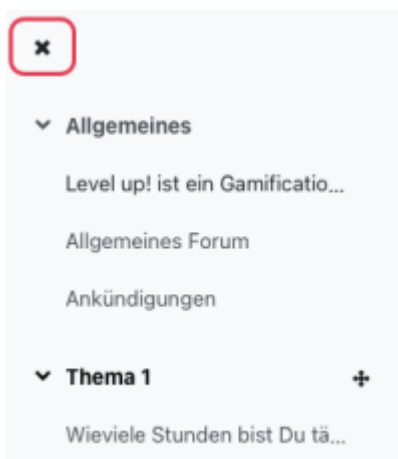 Allgemeines
Level up! ist ein Gamificatio...
Allgemeines Forum
Ankündigungen
Thema 1
Wieviele Stunden bist Du tä...